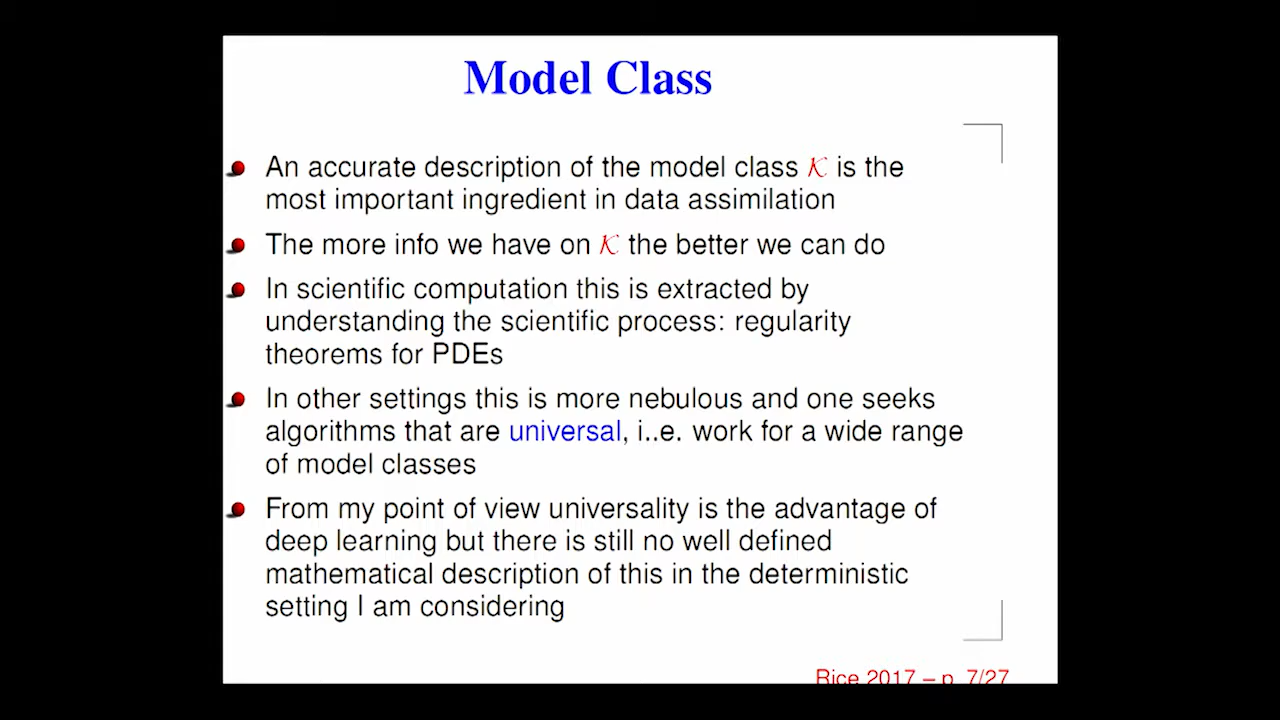 Model Class
An accurate description of the model class 𝒦 is the
most important ingredient in data assimilation
The more info we have on 𝒦 the better we can do
In scientific computation this is extracted by
understanding the scientific process: regularity
theorems for PDEs
In other settings this is more nebulous and one seeks
algorithms that are universal, i..e. work for a wide range
of model classes
From my point of view universality is the advantage of
deep learning but there is still no well defined
mathematical description of this in the deterministic
setting I am considering
Rice 2017 – p. 7/27